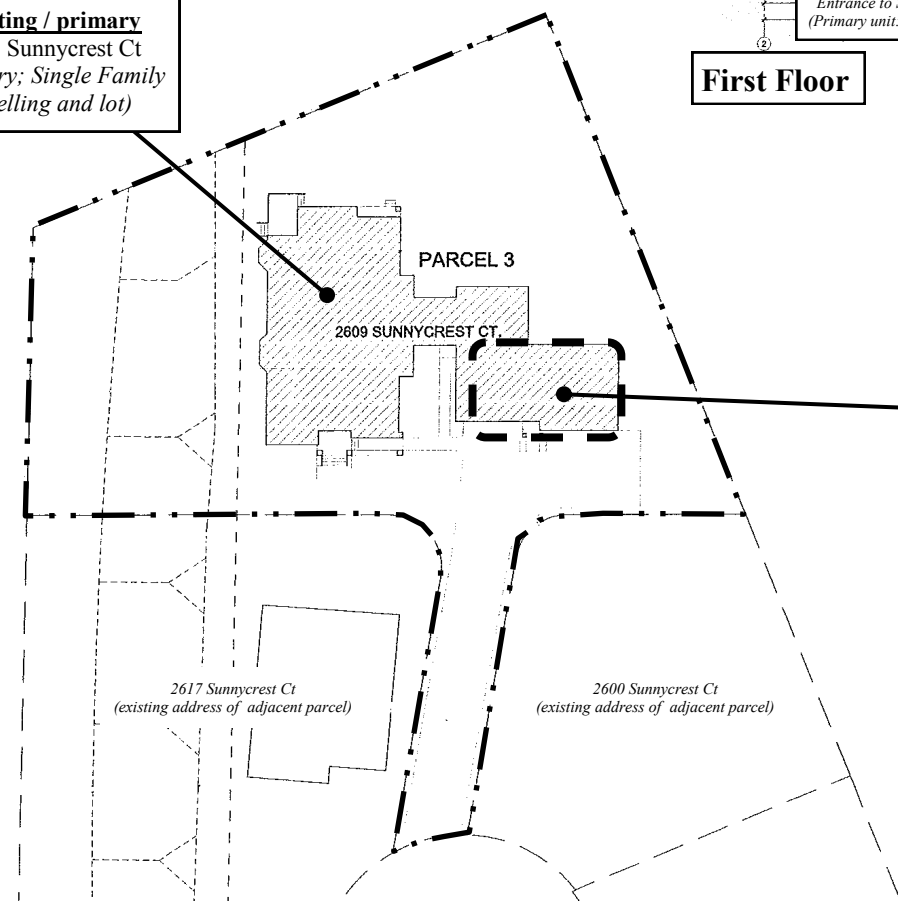 ting / primary
Sunnycrest Ct
ry; Single Family
elling and lot)
Entrance to
(Primary unit.
2
First Floor
PARCEL 3
2609 SUNNYCREST CT.
2617 Sunnycrest Ct
(existing address of adjacent parcel)
2600 Sunnycrest Ct
(existing address of adjacent parcel)